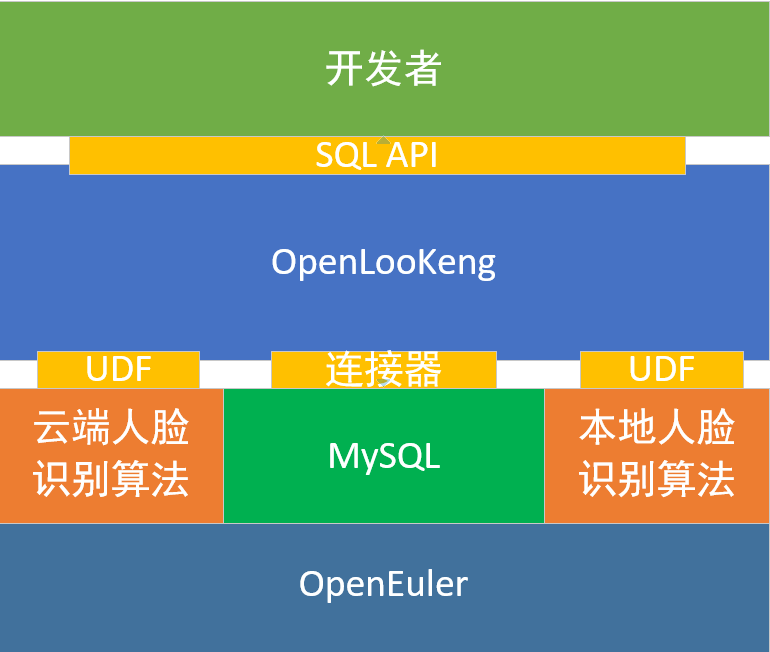 开发者
SQL API
OpenLooKeng
UDF
连接器
UDF
云端人脸
识别算法
MySQL
本地人脸
识别算法
OpenEuler